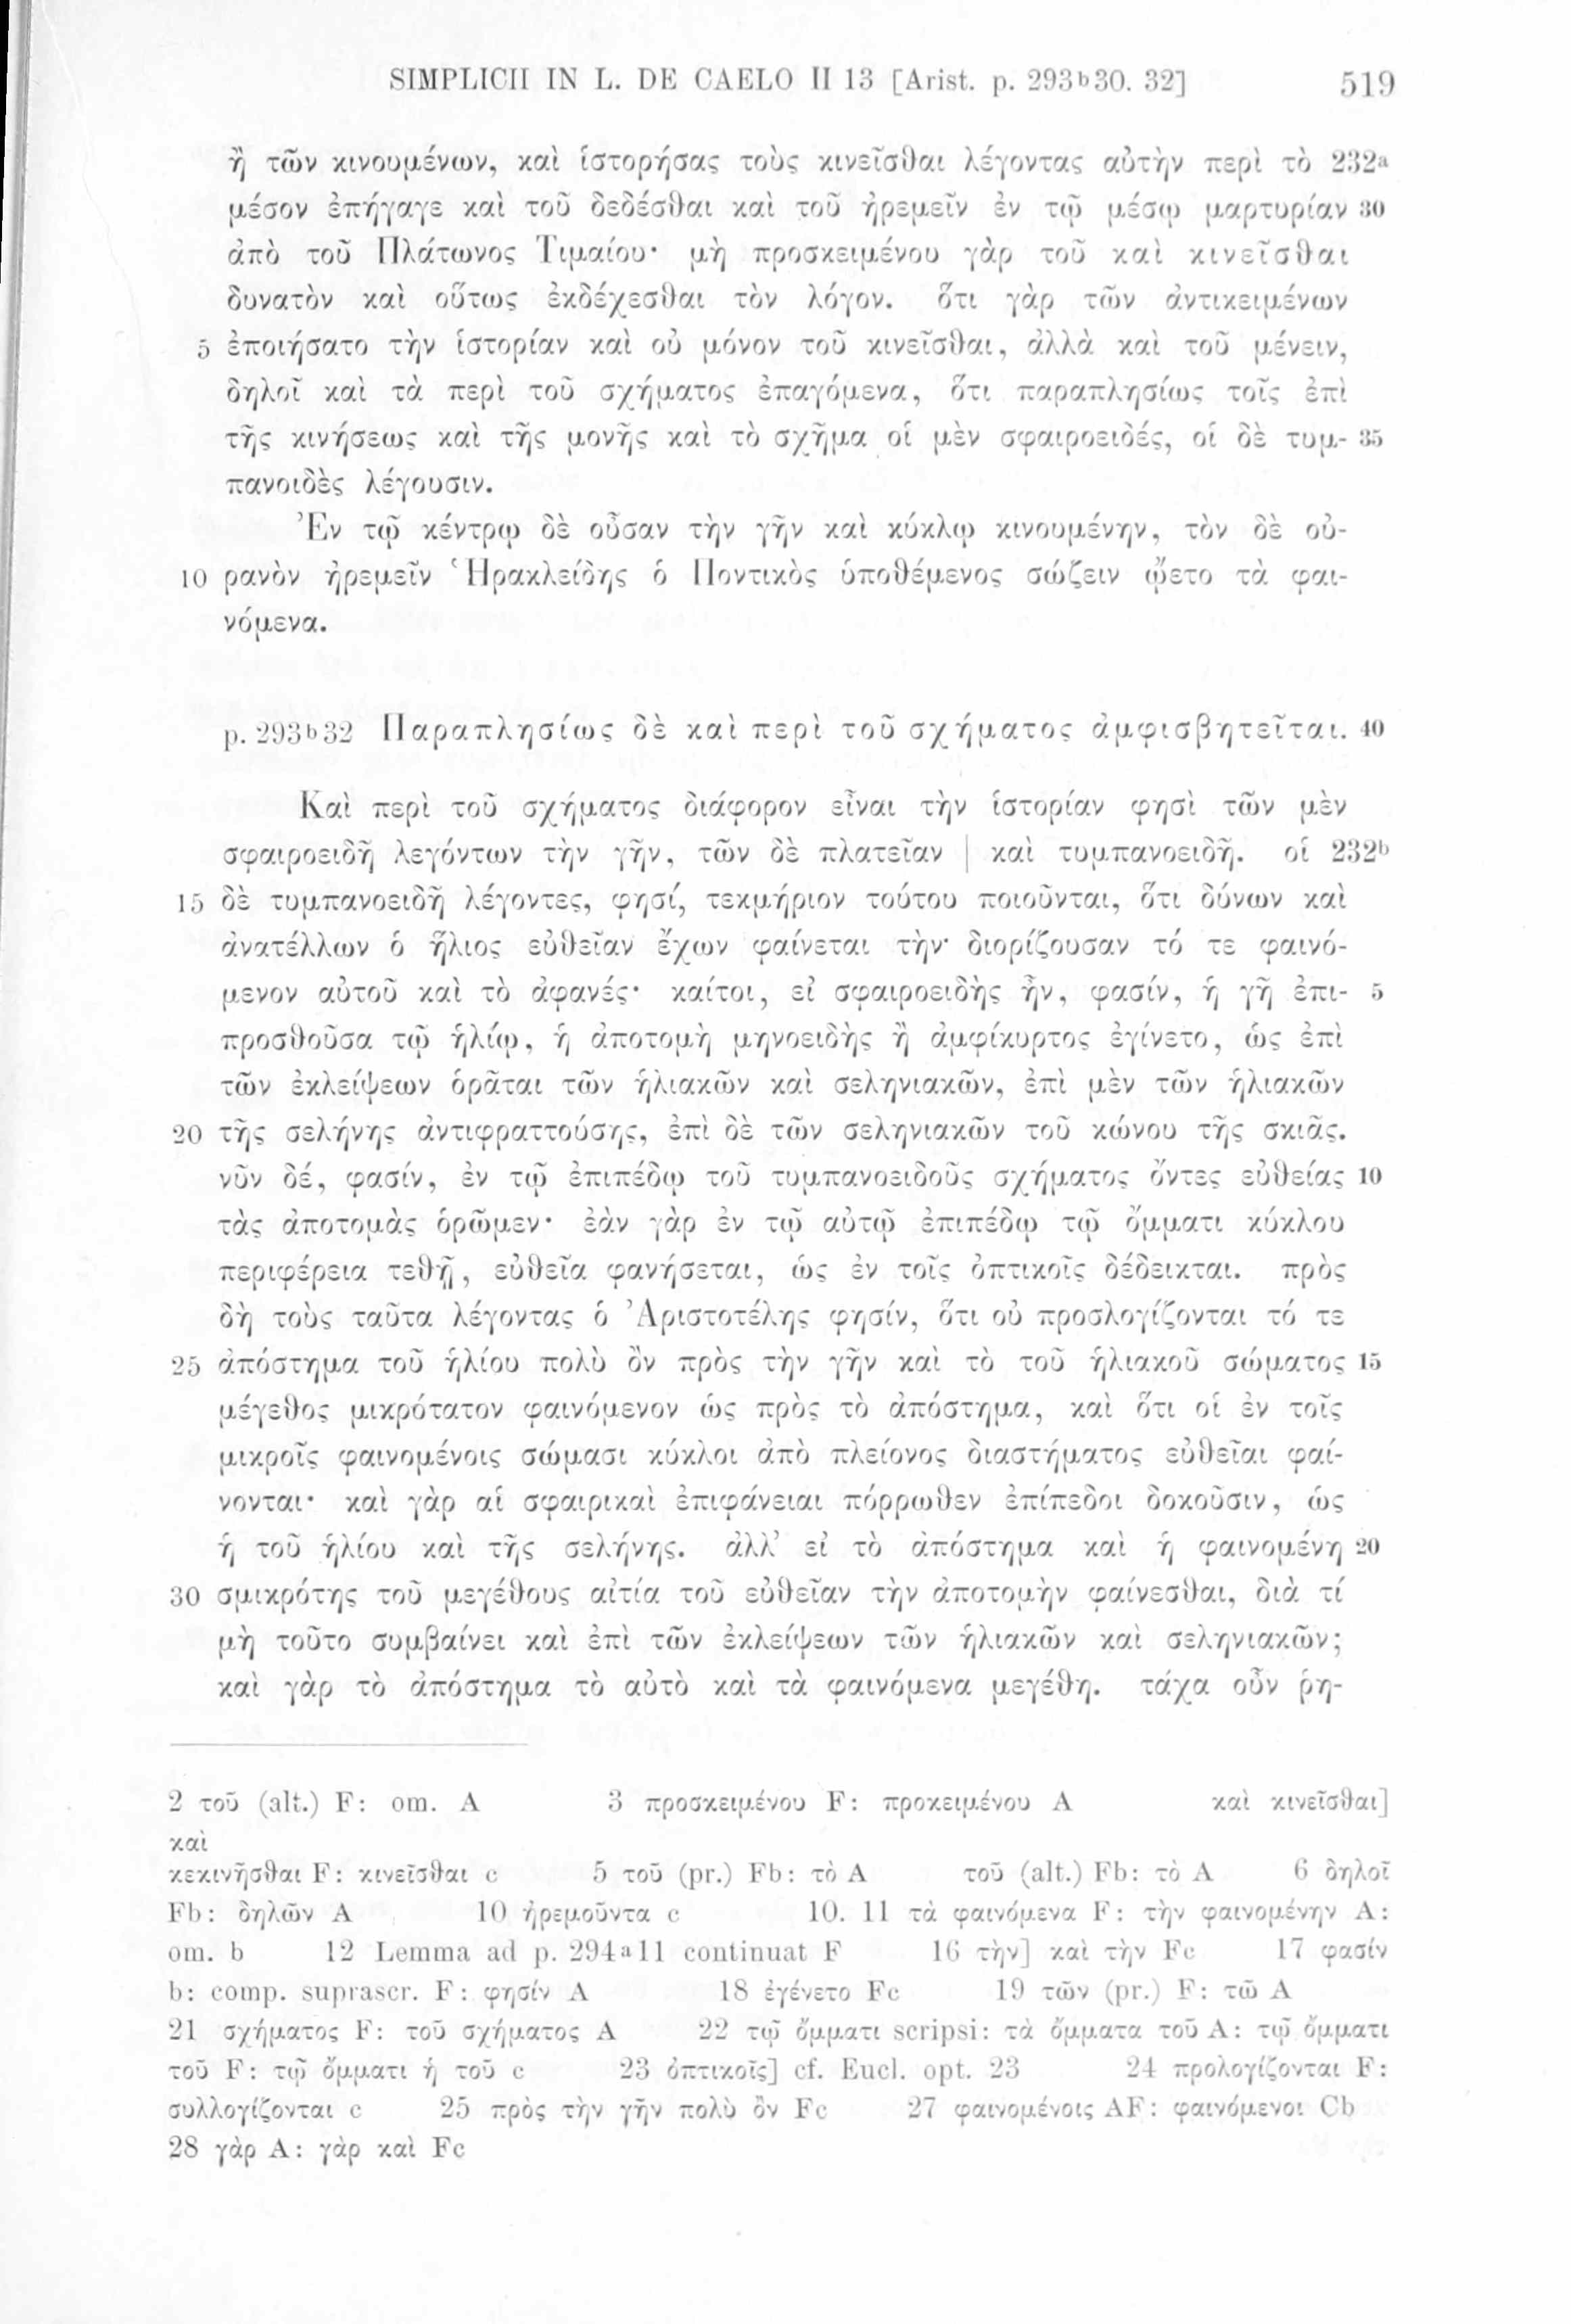 SIMPLICII IN L. DE CAELO II 13 [Arist. p. 293ᵇ30. 32] 519
ἢ τῶν κινουμένων, καὶ ἱστορήσας τοὺς κινεῖσθαι λέγοντας αὐτὴν περὶ τὸ 232ᵃ
μέσον ἐπήγαγε καὶ τοῦ δεδέσθαι καὶ τοῦ ἠρεμεῖν ἐν τῷ μέσῳ μαρτυρίαν 30
ἀπὸ τοῦ Πλάτωνος Τιμαίου· μὴ προσκειμένου γὰρ τοῦ καὶ κινεῖσθαι
δυνατὸν καὶ οὕτως ἐκδέχεσθαι τὸν λόγον. ὅτι γὰρ τῶν ἀντικειμένων
5 ἐποιήσατο τὴν ἱστορίαν καὶ οὐ μόνον τοῦ κινεῖσθαι, ἀλλὰ καὶ τοῦ μένειν,
δηλοῖ καὶ τὰ περὶ τοῦ σχήματος ἐπαγόμενα, ὅτι παραπλησίως τοῖς ἐπὶ
τῆς κινήσεως καὶ τῆς μονῆς καὶ τὸ σχῆμα οἱ μὲν σφαιροειδές, οἱ δὲ τυμ- 35
πανοιδὲς λέγουσιν.
Ἐν τῷ κέντρῳ δὲ οὖσαν τὴν γῆν καὶ κύκλῳ κινουμένην, τὸν δὲ οὐ-
10 ρανὸν ἠρεμεῖν Ἡρακλείδης ὁ Ποντικὸς ὑποθέμενος σώζειν ᾤετο τὰ φαι-
νόμενα.
p. 293ᵇ32 Παραπλησίως δὲ καὶ περὶ τοῦ σχήματος ἀμφισβητεῖται. 40
Καὶ περὶ τοῦ σχήματος διάφορον εἶναι τὴν ἱστορίαν φησὶ τῶν μὲν
σφαιροειδῆ λεγόντων τὴν γῆν, τῶν δὲ πλατεῖαν | καὶ τυμπανοειδῆ. οἱ 232ᵇ
15 δὲ τυμπανοειδῆ λέγοντες, φησί, τεκμήριον τούτου ποιοῦνται, ὅτι δύνων καὶ
ἀνατέλλων ὁ ἥλιος εὐθεῖαν ἔχων φαίνεται τὴν· διορίζουσαν τό τε φαινό-
μενον αὐτοῦ καὶ τὸ ἀφανές· καίτοι, εἰ σφαιροειδὴς ἦν, φασίν, ἡ γῆ ἐπι- 5
προσθοῦσα τῷ ἡλίῳ, ἡ ἀποτομὴ μηνοειδὴς ἢ ἀμφίκυρτος ἐγίνετο, ὡς ἐπὶ
τῶν ἐκλείψεων ὁρᾶται τῶν ἡλιακῶν καὶ σεληνιακῶν, ἐπὶ μὲν τῶν ἡλιακῶν
20 τῆς σελήνης ἀντιφραττούσης, ἐπὶ δὲ τῶν σεληνιακῶν τοῦ κώνου τῆς σκιᾶς.
νῦν δέ, φασίν, ἐν τῷ ἐπιπέδῳ τοῦ τυμπανοειδοῦς σχήματος ὄντες εὐθείας 10
τὰς ἀποτομὰς ὁρῶμεν· ἐὰν γὰρ ἐν τῷ αὐτῷ ἐπιπέδῳ τῷ ὄμματι κύκλου
περιφέρεια τεθῇ, εὐθεῖα φανήσεται, ὡς ἐν τοῖς ὀπτικοῖς δέδεικται. πρὸς
δὴ τοὺς ταῦτα λέγοντας ὁ Ἀριστοτέλης φησίν, ὅτι οὐ προσλογίζονται τό τε
25 ἀπόστημα τοῦ ἡλίου πολὺ ὂν πρὸς τὴν γῆν καὶ τὸ τοῦ ἡλιακοῦ σώματος 15
μέγεθος μικρότατον φαινόμενον ὡς πρὸς τὸ ἀπόστημα, καὶ ὅτι οἱ ἐν τοῖς
μικροῖς φαινομένοις σώμασι κύκλοι ἀπὸ πλείονος διαστήματος εὐθεῖαι φαί-
νονται· καὶ γὰρ αἱ σφαιρικαὶ ἐπιφάνειαι πόρρωθεν ἐπίπεδοι δοκοῦσιν, ὡς
ἡ τοῦ ἡλίου καὶ τῆς σελήνης. ἀλλ’ εἰ τὸ ἀπόστημα καὶ ἡ φαινομένη 20
30 σμικρότης τοῦ μεγέθους αἰτία τοῦ εὐθεῖαν τὴν ἀποτομὴν φαίνεσθαι, διὰ τί
μὴ τοῦτο συμβαίνει καὶ ἐπὶ τῶν ἐκλείψεων τῶν ἡλιακῶν καὶ σεληνιακῶν;
καὶ γὰρ τὸ ἀπόστημα τὸ αὐτὸ καὶ τὰ φαινόμενα μεγέθη. τάχα οὖν ῥη-
2 τοῦ (alt.) F: om. A 3 προσκειμένου F: προκειμένου A καὶ κινεῖσθαι]
καὶ
κεκινῆσθαι F: κινεῖσθαι c 5 τοῦ (pr.) Fb: τὸ A τοῦ (alt.) Fb: τὸ A 6 δηλοῖ
Fb: δηλῶν A 10 ἠρεμοῦντα c 10. 11 τὰ φαινόμενα F: τὴν φαινομένην A:
om. b 12 Lemma ad p. 294ᵃ11 continuat F 16 τὴν] καὶ τὴν Fc 17 φασίν
b: comp. suprascr. F: φησίν A 18 ἐγένετο Fc 19 τῶν (pr.) F: τῶ A
21 σχήματος F: τοῦ σχήματος A 22 τῷ ὄμματι scripsi: τὰ ὄμματα τοῦ A: τῷ ὄμματι
τοῦ F: τῷ ὄμματι ἡ τοῦ c 23 ὀπτικοῖς] cf. Eucl. opt. 23 24 προλογίζονται F:
συλλογίζονται c 25 πρὸς τὴν γῆν πολὺ ὂν Fc 27 φαινομένοις AF: φαινόμενοι Cb
28 γὰρ A: γὰρ καὶ Fc